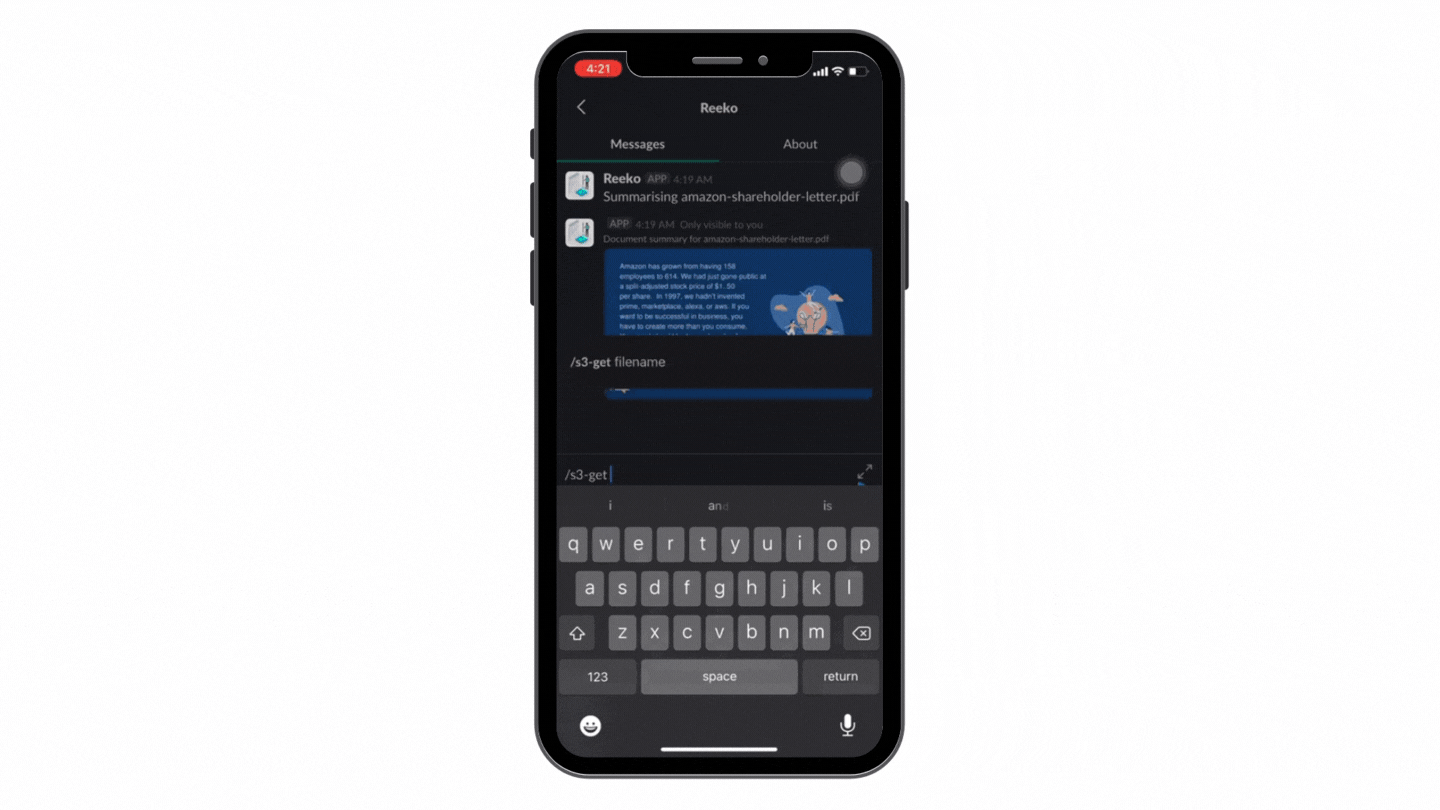 4:21
Reeko
Messages About
Reeko APP 4:19 AM
Summarising amazon-shareholder-letter.pdf
APP 4:19 AM Only visible to you
Document summary for amazon-shareholder-letter.pdf
Amazon has grown from having 158
employees to 614. We had just gone public at
a split-adjusted stock price of $1. 50
per share. In 1997, we hadn't invented
prime, marketplace, alexa, or aws. If you
want to be successful in business, you
have to create more than you consume.
/s3-get filename
/s3-get
i and is
q w e r t y u i o p
a s d f g h j k l
z x c v b n m
123 space return